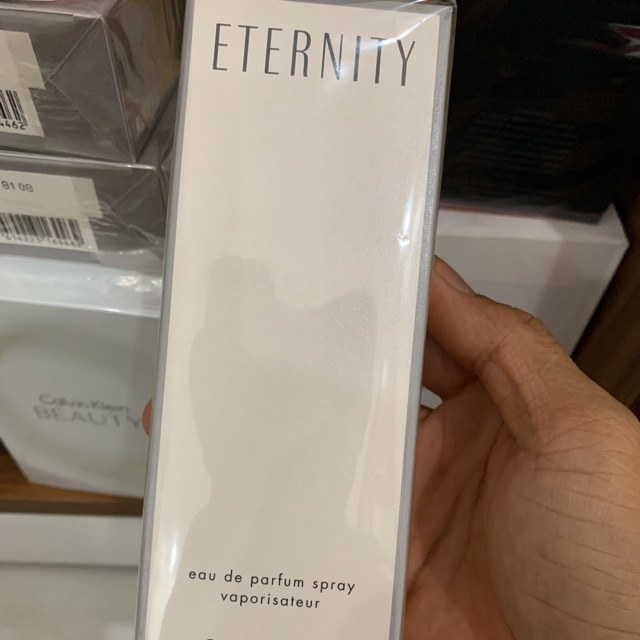 ETERNITY
eau de parfum spray
vaporisateur
Calvin Klein
BEAUTY